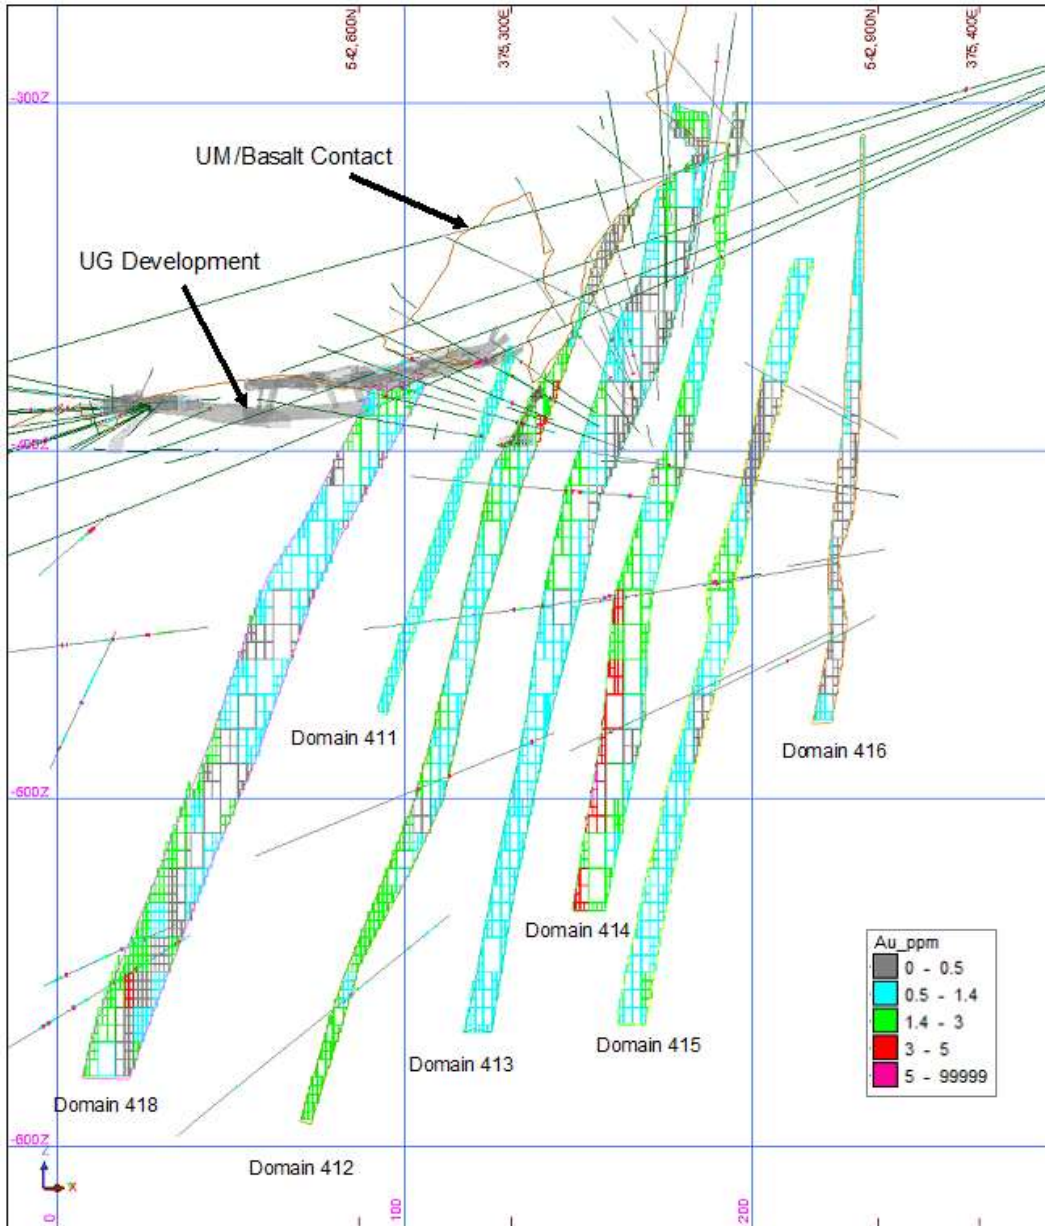 542,600N
375,300E
542,900N
375,400E
-300Z
UM/Basalt Contact
UG Development
-400Z
Domain 411
Domain 416
-500Z
Domain 414
Au_ppm
0 - 0.5
0.5 - 1.4
1.4 - 3
3 - 5
5 - 99999
Domain 415
Domain 413
Domain 418
-600Z
Domain 412
Z
X
0
100
200